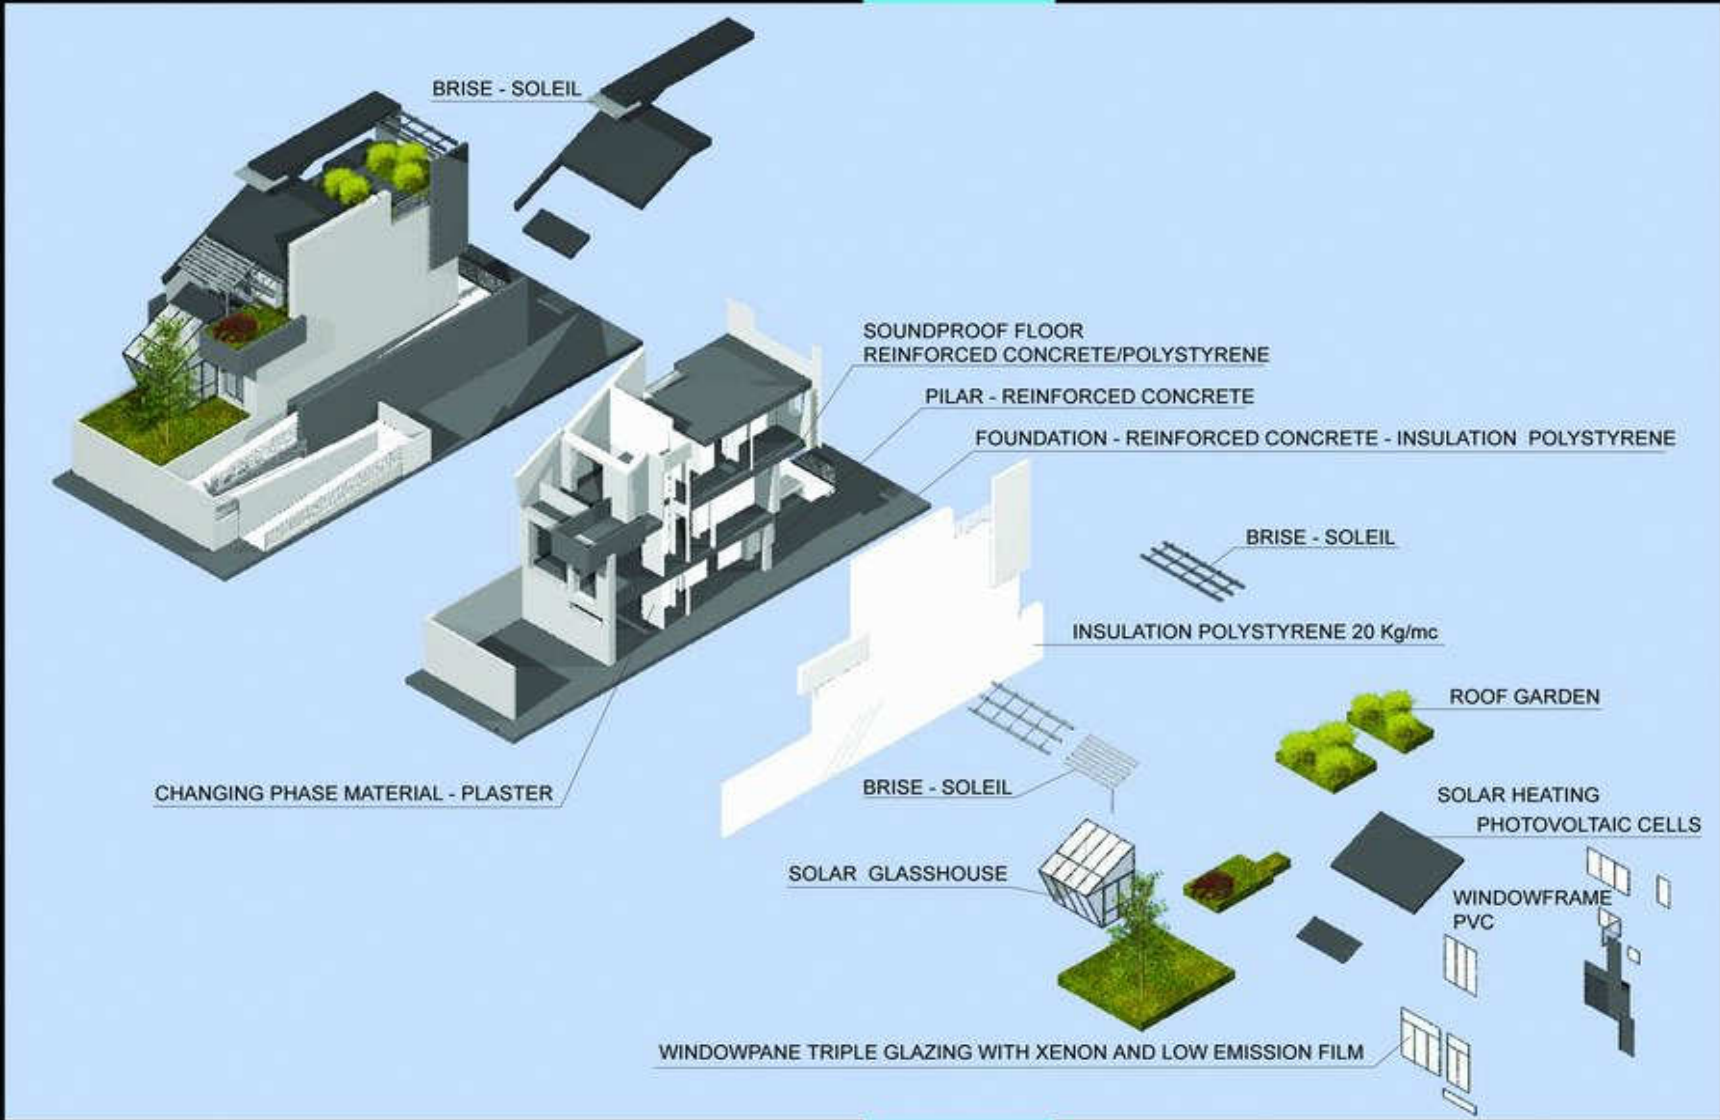 BRISE - SOLEIL
SOUNDPROOF FLOOR
REINFORCED CONCRETE/POLYSTYRENE
PILAR - REINFORCED CONCRETE
FOUNDATION - REINFORCED CONCRETE - INSULATION POLYSTYRENE
BRISE - SOLEIL
INSULATION POLYSTYRENE 20 Kg/mc
ROOF GARDEN
CHANGING PHASE MATERIAL - PLASTER
BRISE - SOLEIL
SOLAR HEATING
PHOTOVOLTAIC CELLS
SOLAR GLASSHOUSE
WINDOWFRAME
PVC
WINDOWPANE TRIPLE GLAZING WITH XENON AND LOW EMISSION FILM